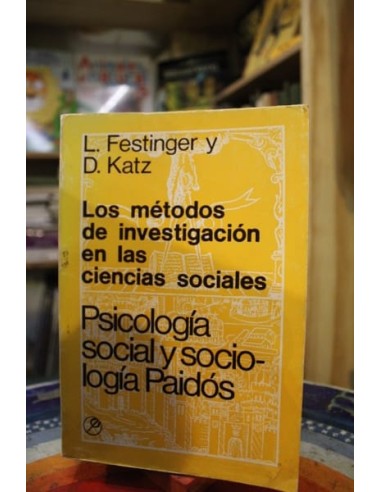 L. Festinger y
D. Katz
Los métodos
de investigación
en las
ciencias sociales
Psicología
social y socio-
logía Paidós